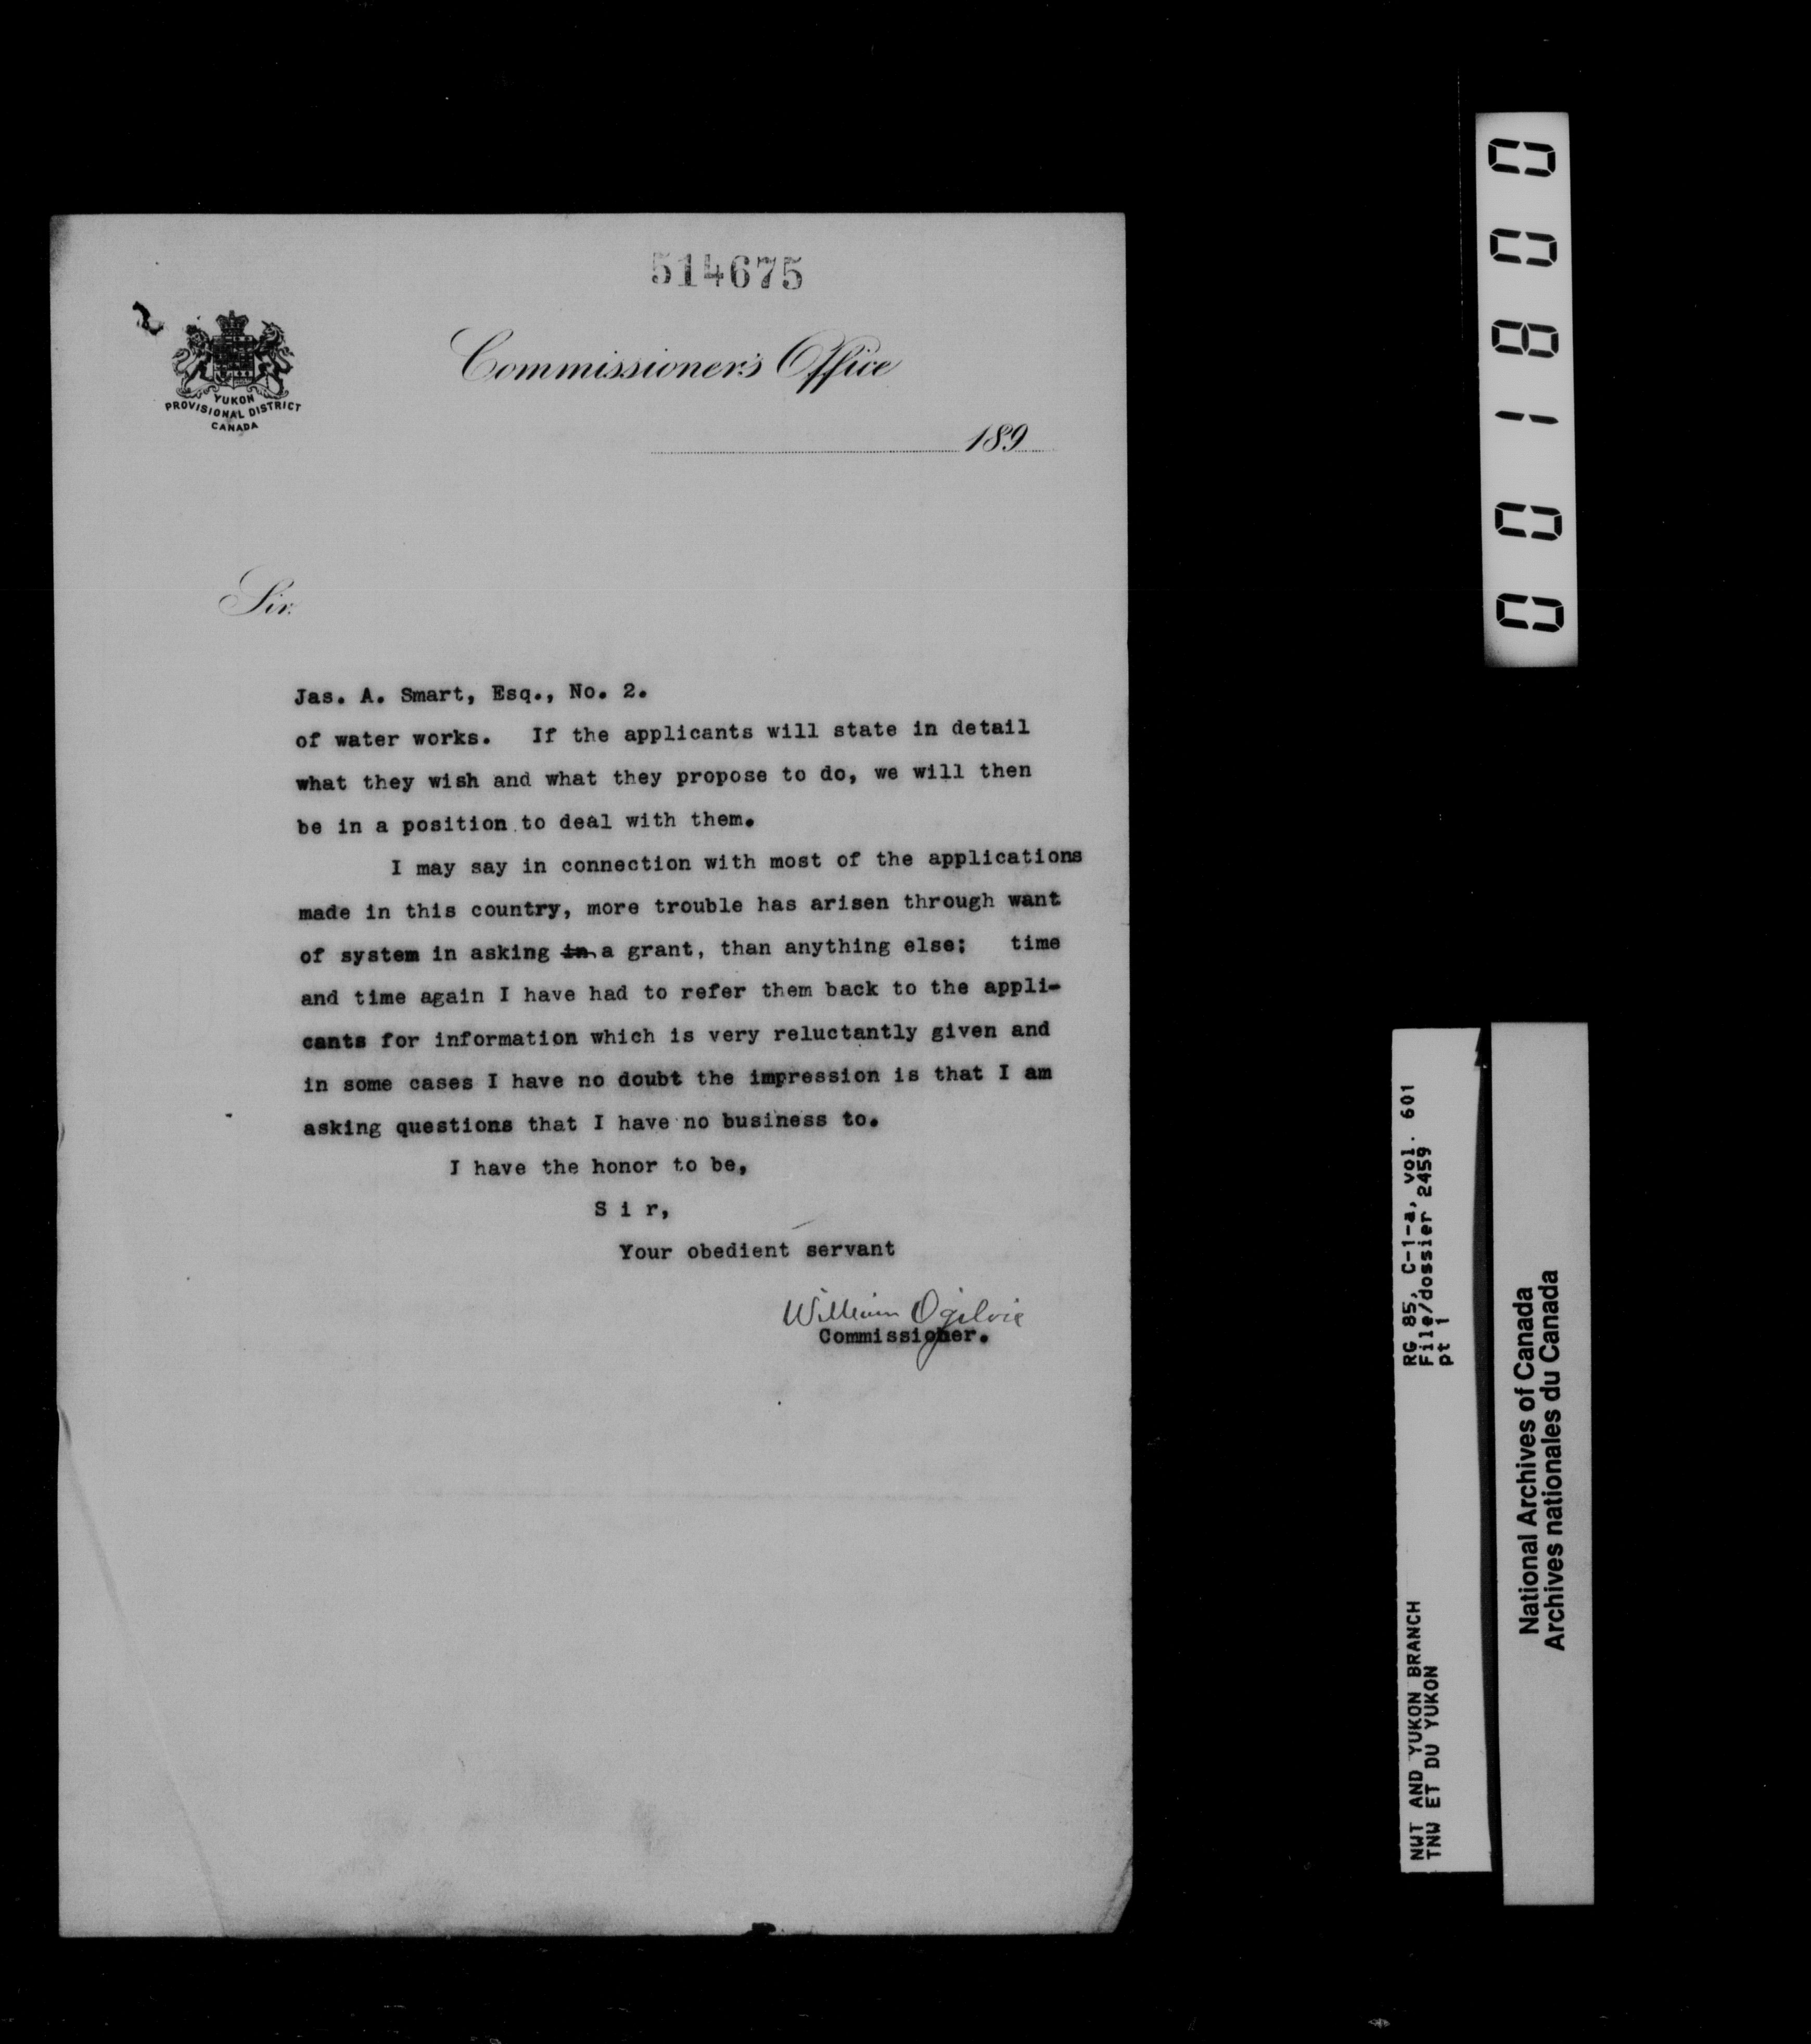 514675
2
YUKON
PROVISIONAL DISTRICT
CANADA
Commissioner's Office
189
Sir.
Jas. A. Smart, Esq., No. 2.
of water works. If the applicants will state in detail
what they wish and what they propose to do, we will then
be in a position to deal with them.
I may say in connection with most of the applications
made in this country, more trouble has arisen through want
of system in asking in a grant, than anything else; time
and time again I have had to refer them back to the appli-
cants for information which is very reluctantly given and
in some cases I have no doubt the impression is that I am
asking questions that I have no business to.
I have the honor to be,
S i r,
Your obedient servant
William Ogilvie
Commissioner.
001800
RG 85, C-1-a, vol. 601
File/dossier 2459
pt 1
NWT AND YUKON BRANCH
TNW ET DU YUKON
National Archives of Canada
Archives nationales du Canada